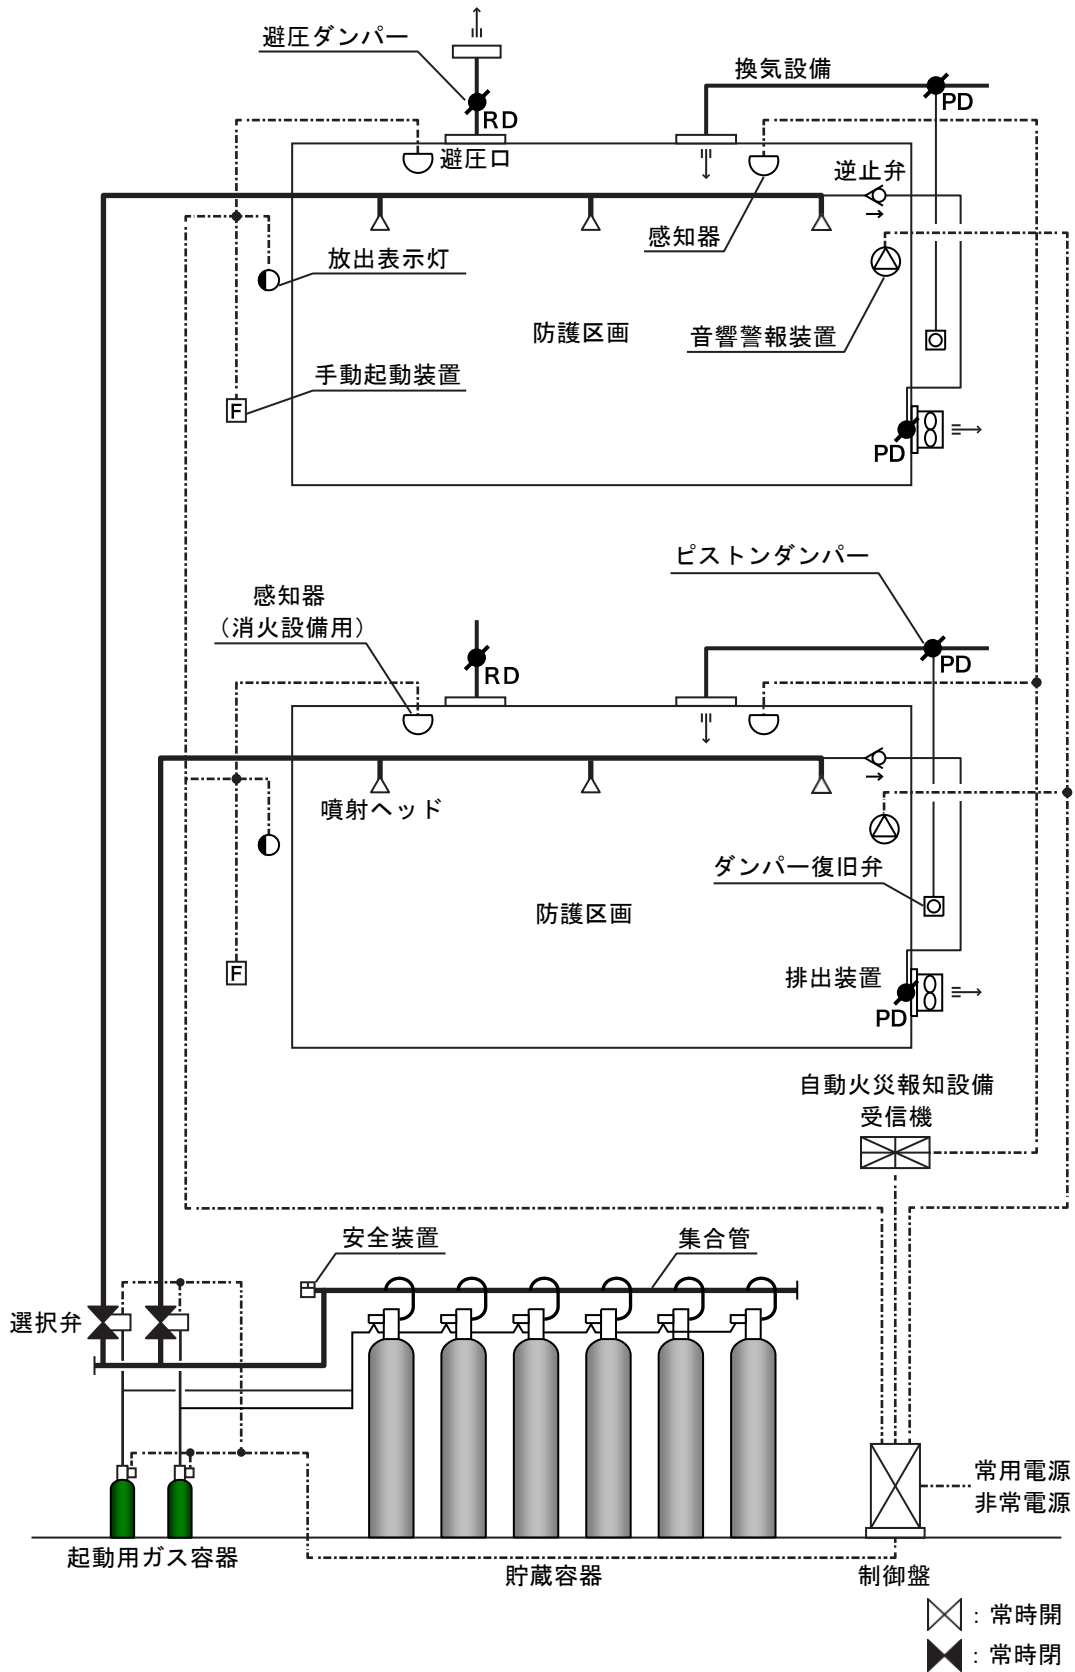 避圧ダンパー
換気設備
PD
RD
避圧口
逆止弁
感知器
放出表示灯
防護区画
音響警報装置
手動起動装置
F
PD
ピストンダンパー
感知器
（消火設備用）
RD
PD
噴射ヘッド
ダンパー復旧弁
防護区画
F
排出装置
PD
自動火災報知設備
受信機
安全装置
集合管
選択弁
常用電源
非常電源
起動用ガス容器
貯蔵容器
制御盤
：常時開
：常時閉